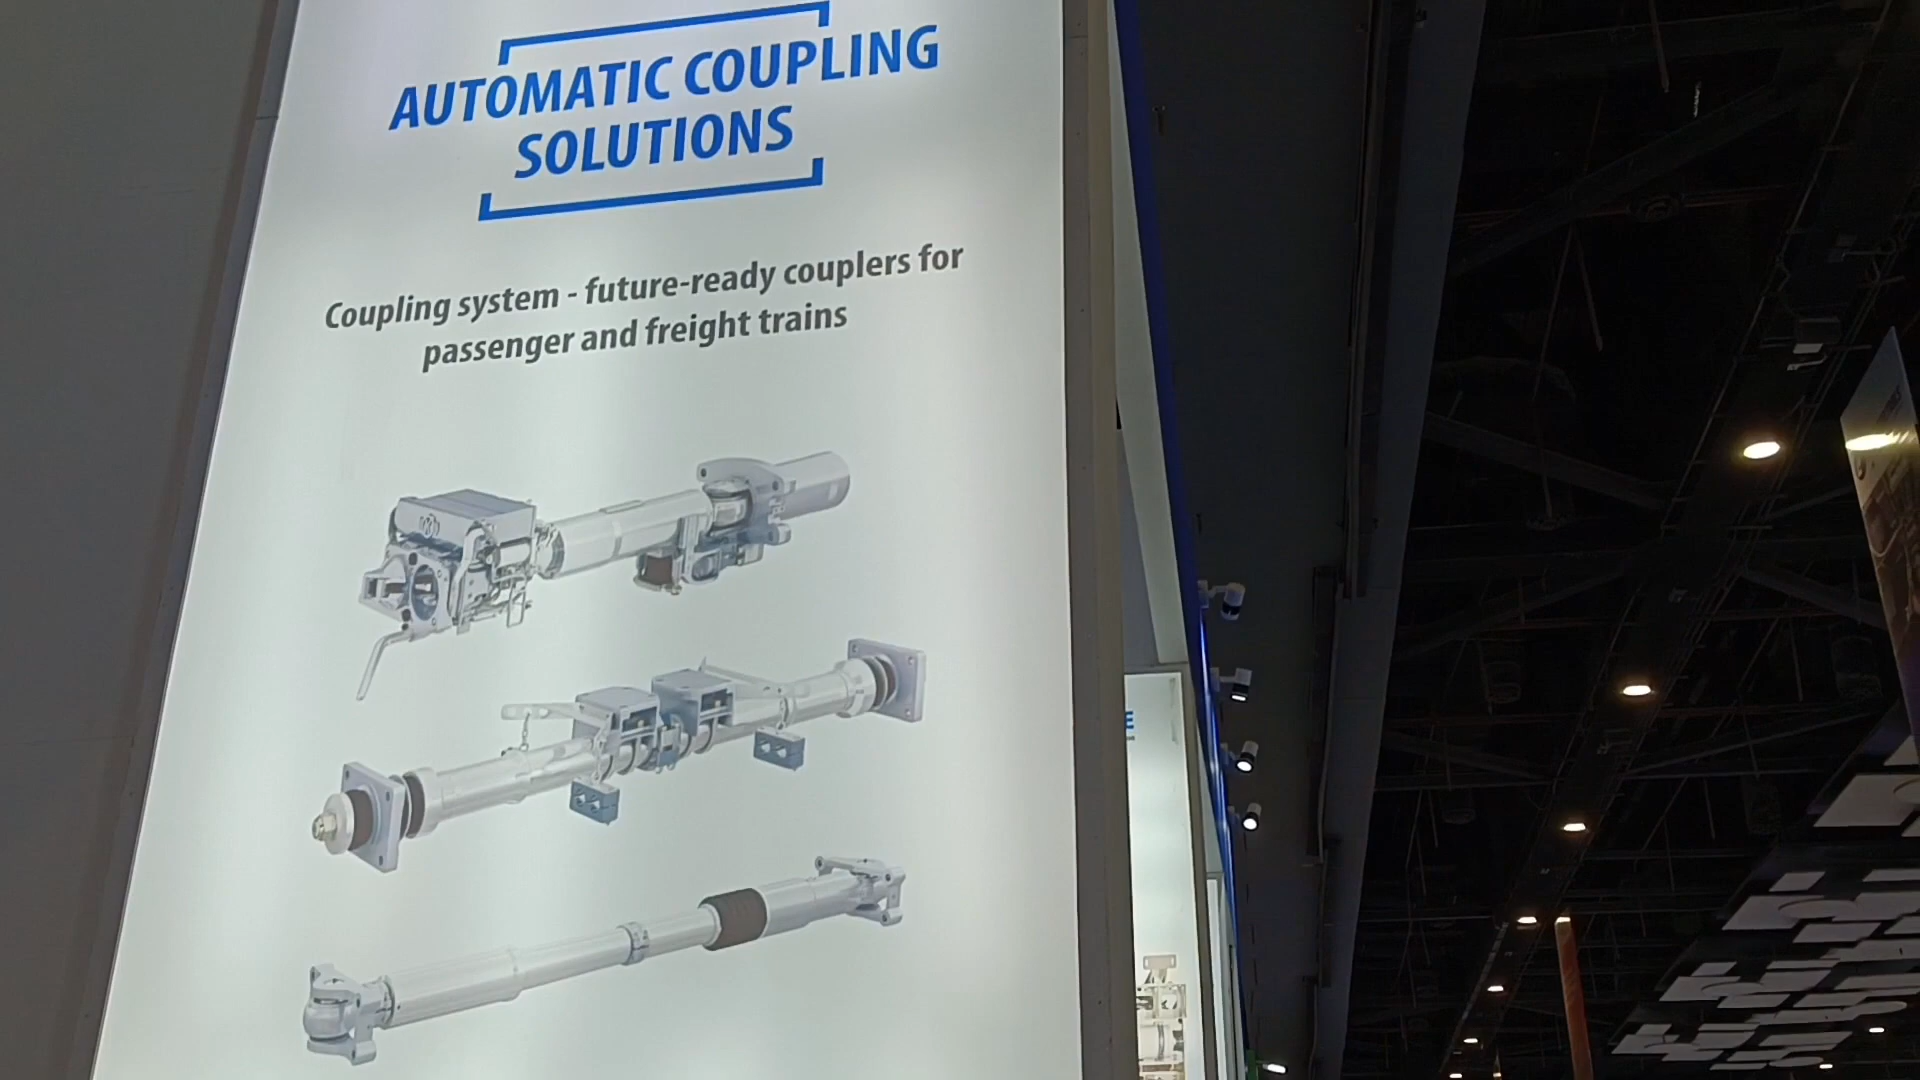 AUTOMATIC COUPLING
SOLUTIONS
Coupling system - future-ready couplers for
passenger and freight trains